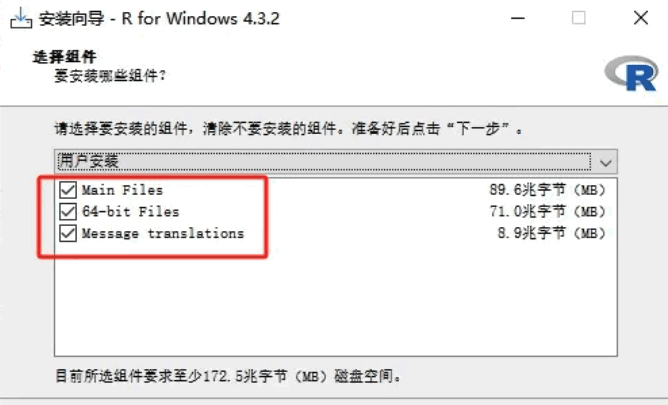 安装向导 - R for Windows 4.3.2
选择组件
要安装哪些组件？
R
请选择要安装的组件，清除不要安装的组件。准备好后点击“下一步”。
用户安装
Main Files 89.6兆字节（MB）
64-bit Files 71.0兆字节（MB）
Message translations 8.9兆字节（MB）
目前所选组件要求至少172.5兆字节（MB）磁盘空间。